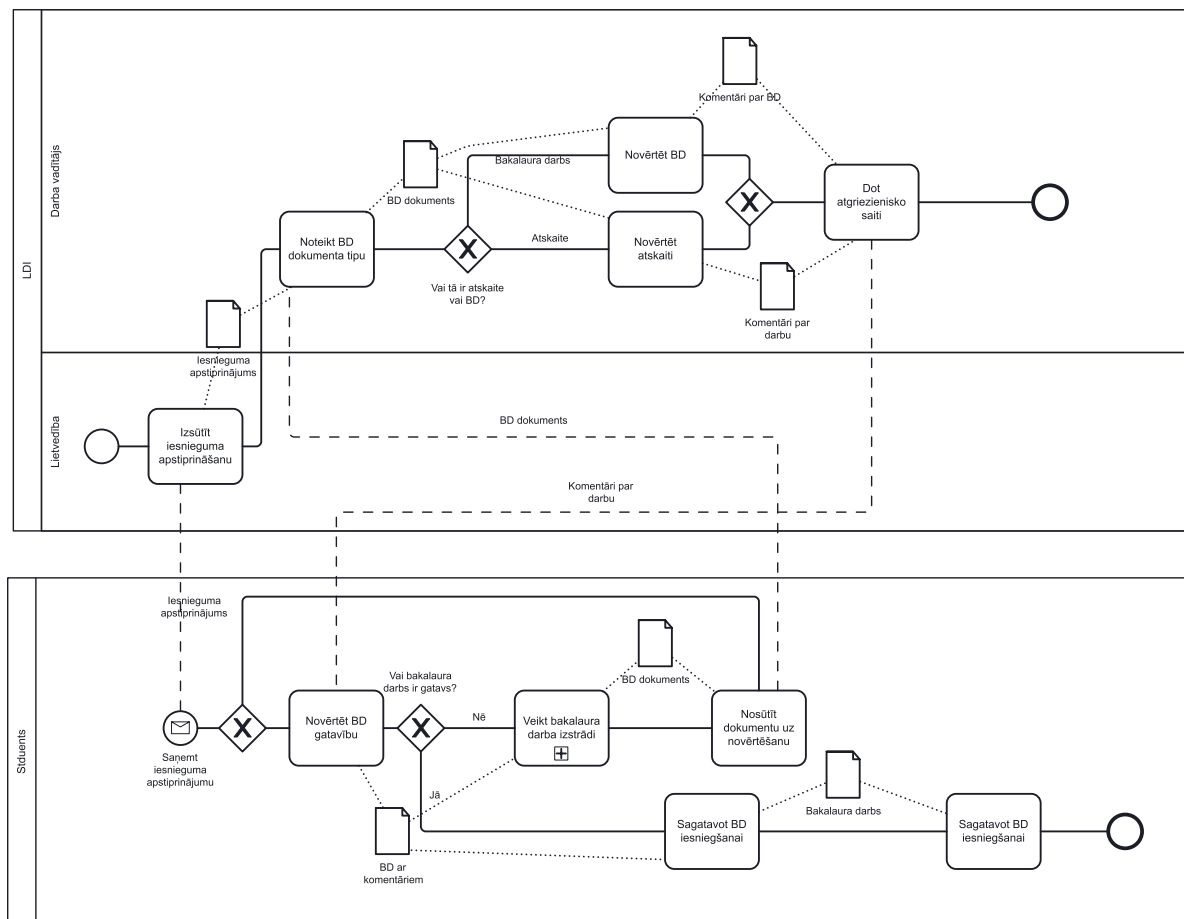 LDI
Darba vadītājs
Komentāri par BD
Novērtēt BD
Bakalaura darbs
BD dokuments
Dot
atgriezienisko
saiti
Noteikt BD
dokumenta tipu
Atskaite
Novērtēt
atskaiti
Vai tā ir atskaite
vai BD?
Komentāri par
darbu
Iesnieguma
apstiprinājums
Lietvedība
Izsūtīt
iesnieguma
apstiprināšanu
BD dokuments
Komentāri par
darbu
Stduents
Iesnieguma
apstiprinājums
Vai bakalaura
darbs ir gatavs?
BD dokuments
Novērtēt BD
gatavību
Nē
Veikt bakalaura
darba izstrādi
Nosūtīt
dokumentu uz
novērtēšanu
Saņemt
iesnieguma
apstiprinājumu
Jā
BD ar
komentāriem
Sagatavot BD
iesniegšanai
Bakalaura darbs
Sagatavot BD
iesniegšanai